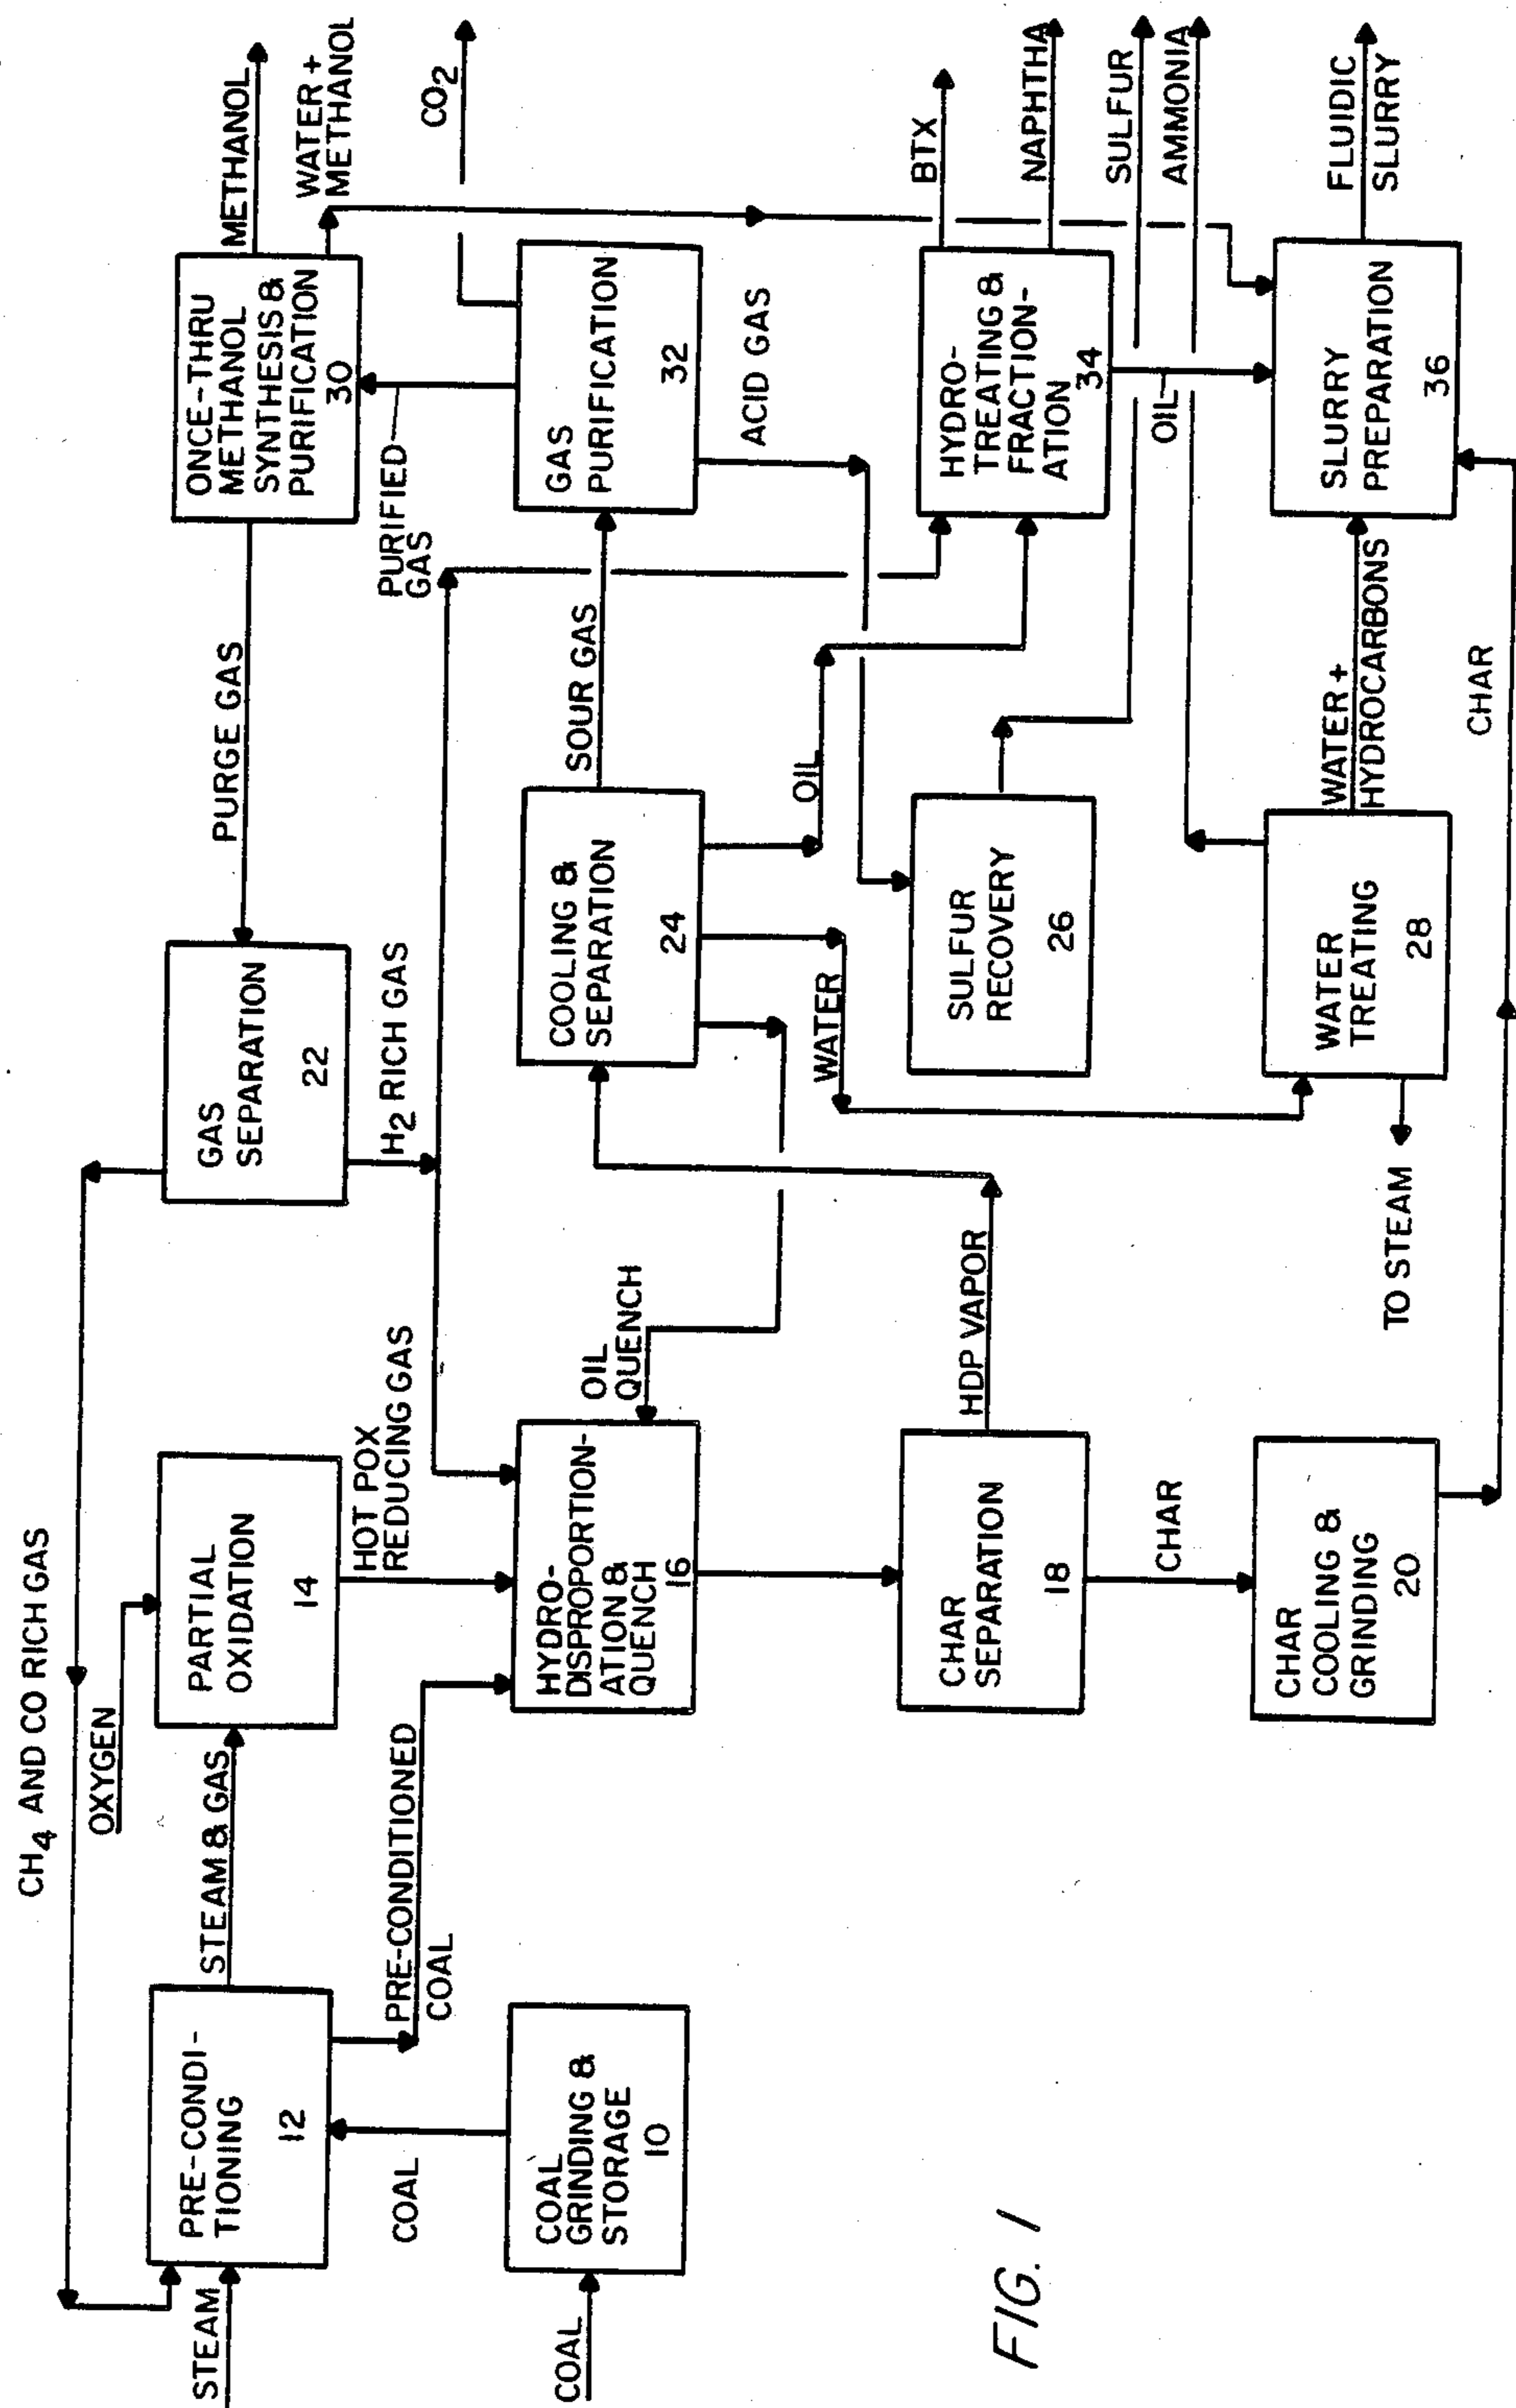 CH4 AND CO RICH GAS
OXYGEN
STEAM
PRE-CONDI-
TIONING
12
STEAM & GAS
PARTIAL
OXIDATION
14
GAS
SEPARATION
22
PURGE GAS
ONCE-THRU
METHANOL
SYNTHESIS &
PURIFICATION
30
METHANOL
WATER +
METHANOL
CO2
COAL
PRE-CONDITIONED
COAL
HOT POX
REDUCING GAS
H2 RICH GAS
PURIFIED
GAS
COAL
COAL
GRINDING &
STORAGE
10
HYDRO-
DISPROPORTION-
ATION &
QUENCH
16
OIL
QUENCH
COOLING &
SEPARATION
24
SOUR GAS
GAS
PURIFICATION
32
ACID GAS
OIL
WATER
CHAR
SEPARATION
18
HDP VAPOR
SULFUR
RECOVERY
26
HYDRO-
TREATING &
FRACTION-
ATION
34
BTX
NAPHTHA
SULFUR
AMMONIA
OIL
CHAR
CHAR
COOLING &
GRINDING
20
TO STEAM
WATER
TREATING
28
WATER +
HYDROCARBONS
SLURRY
PREPARATION
36
FLUIDIC
SLURRY
CHAR
FIG. 1